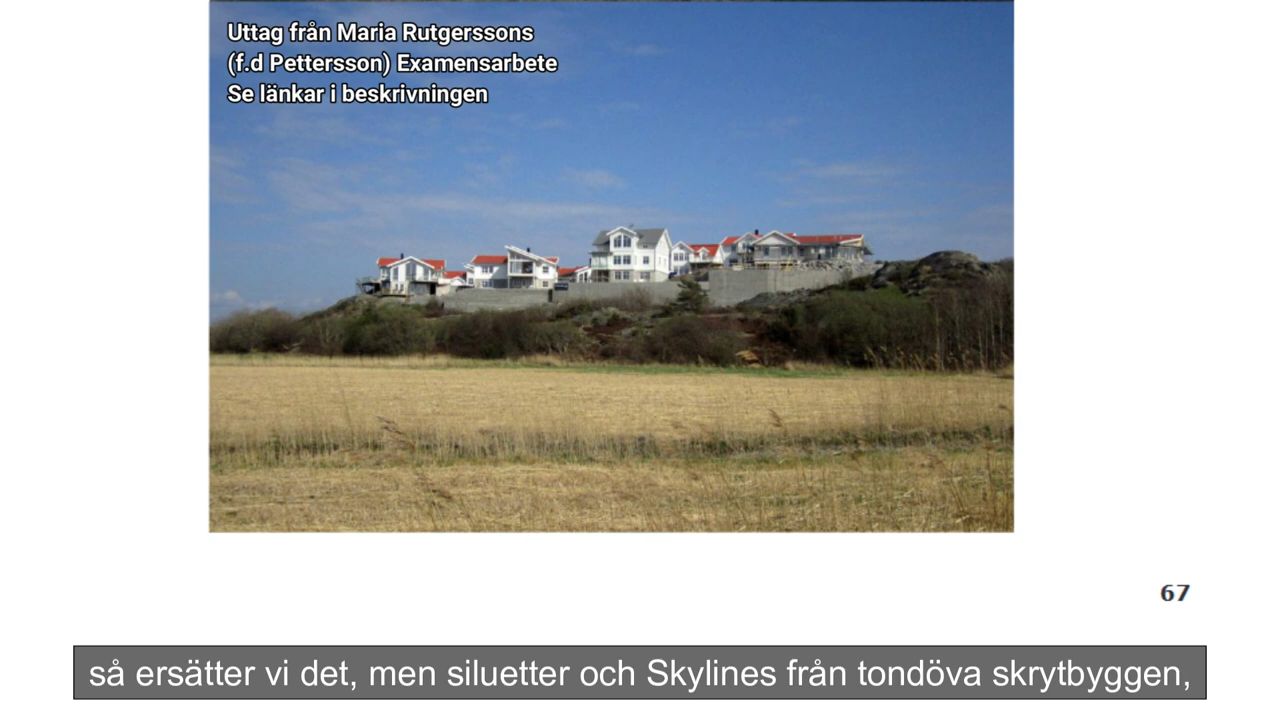 Uttag från Maria Rutgerssons
(f.d Pettersson) Examensarbete
Se länkar i beskrivningen
67
så ersätter vi det, men siluetter och Skylines från tondöva skrytbyggen,